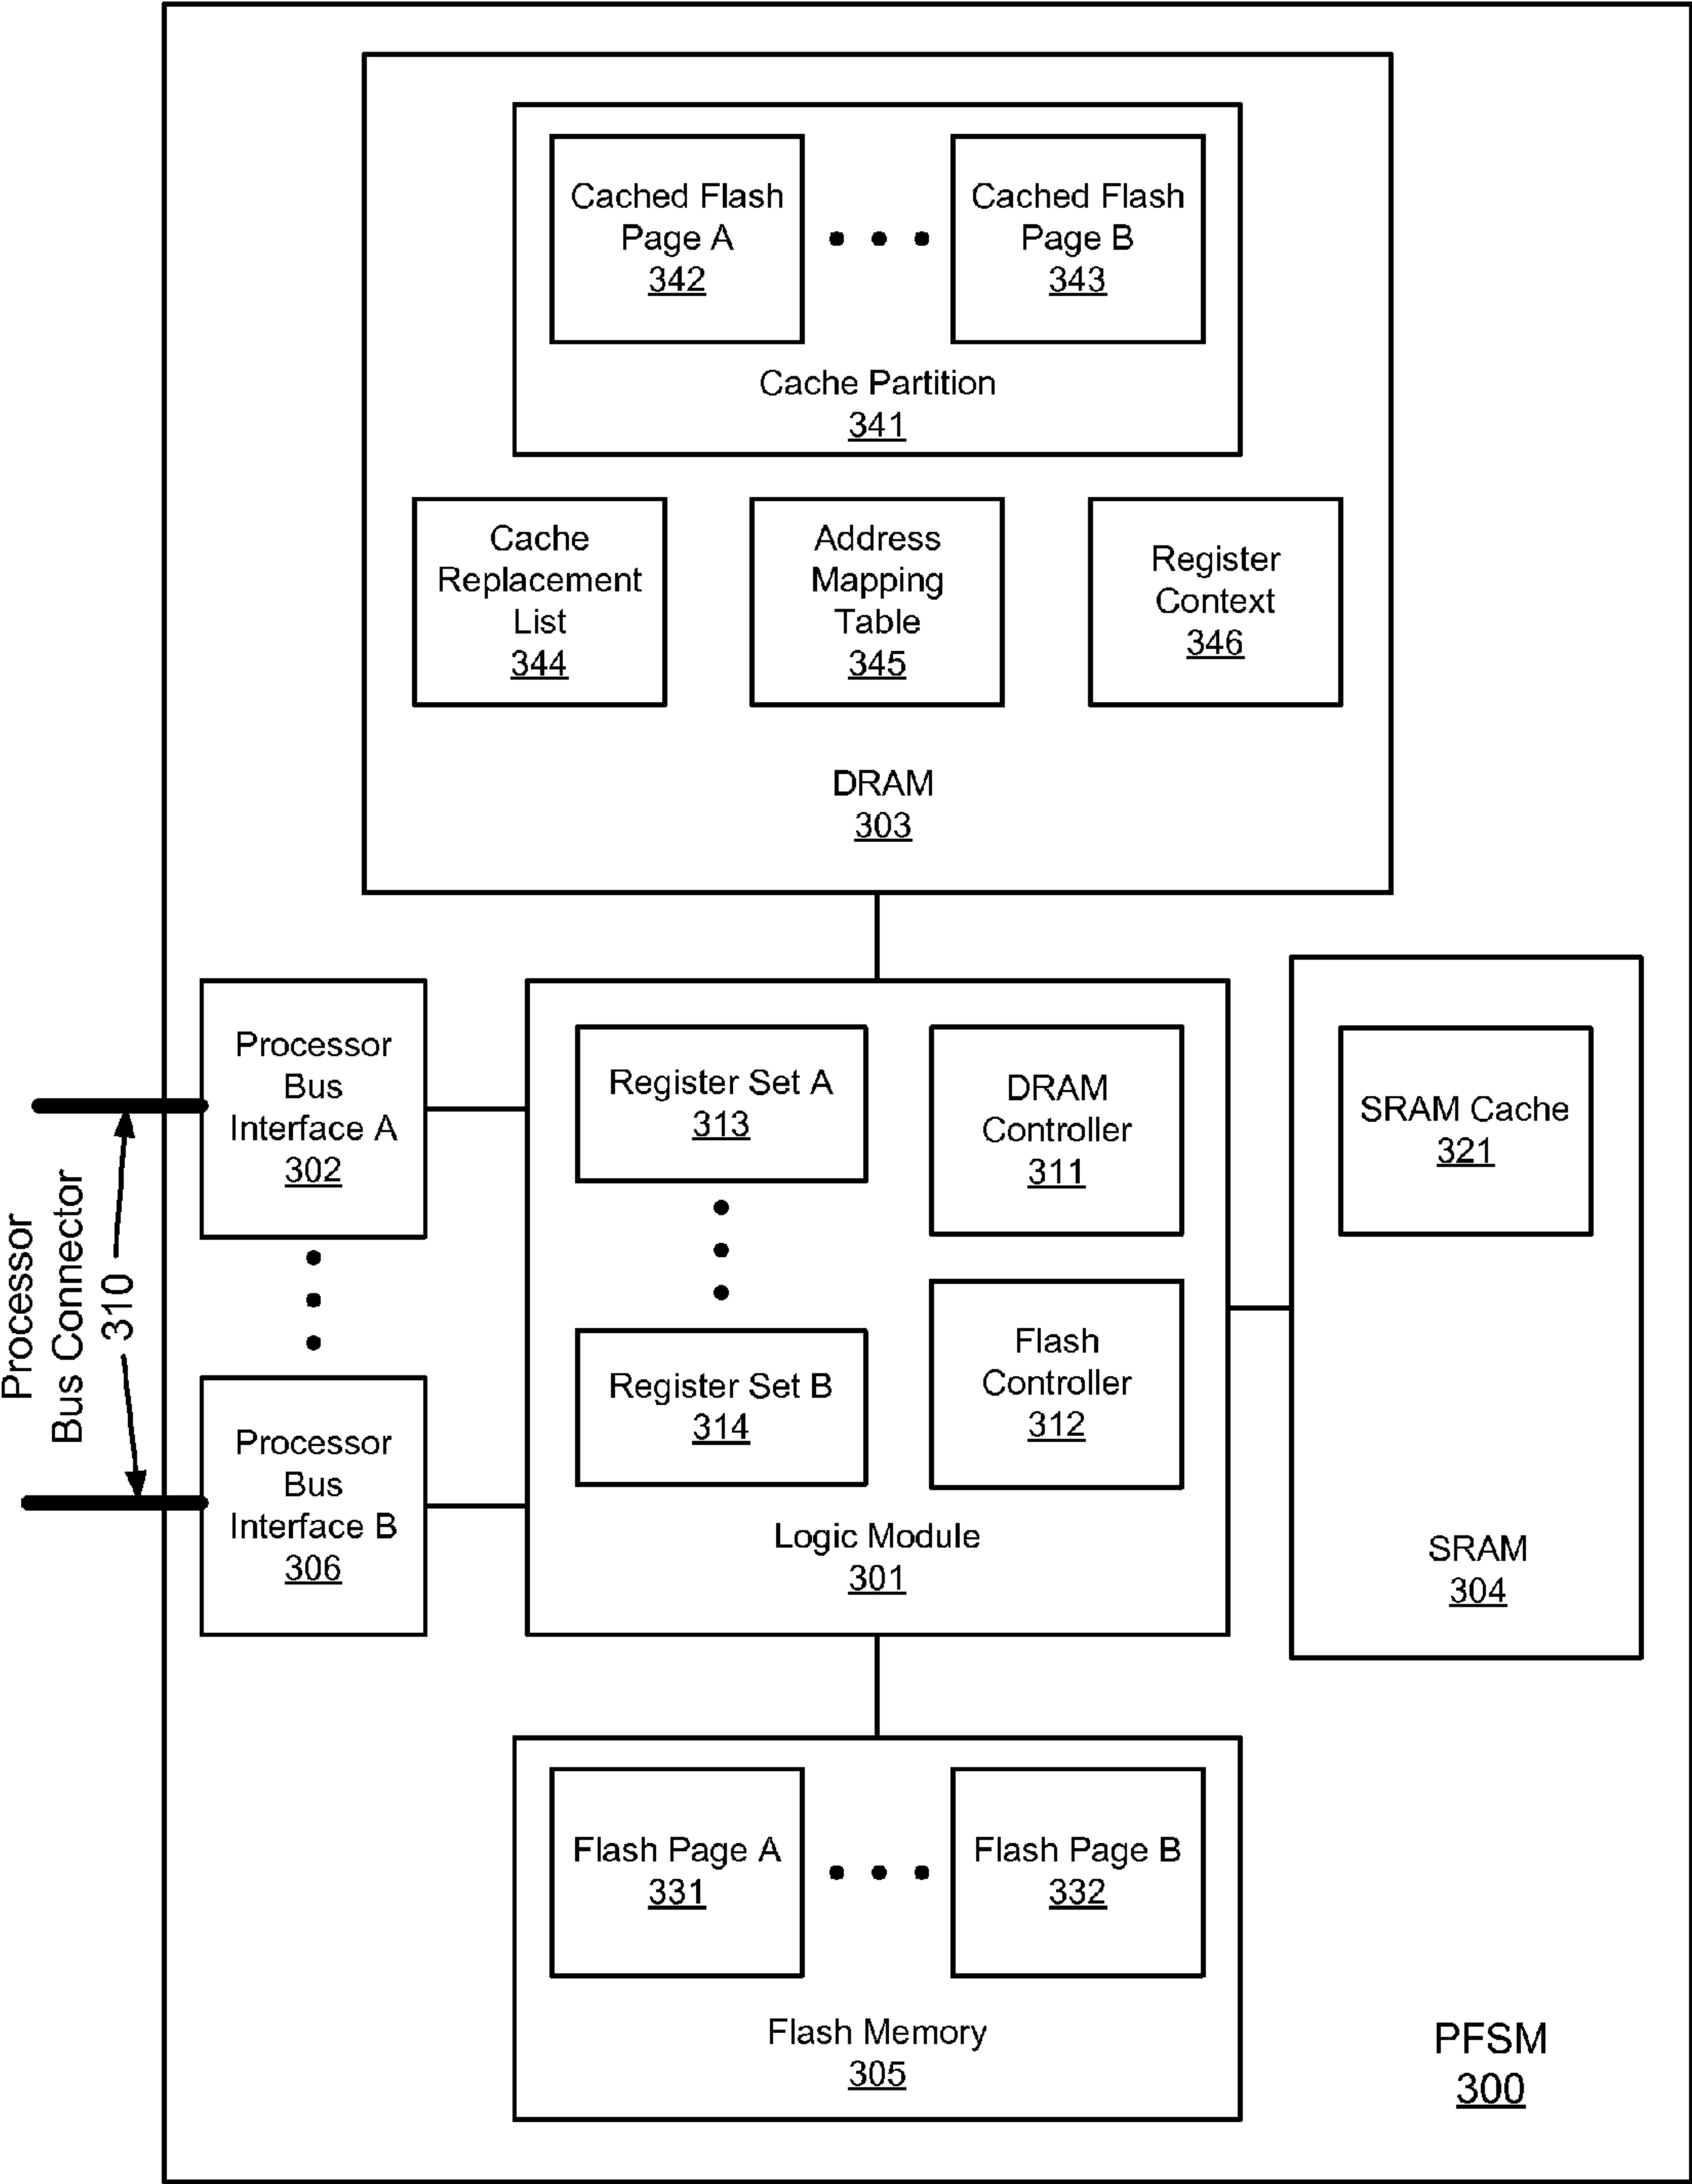 Cached Flash
Page A
342
Cached Flash
Page B
343
Cache Partition
341
Cache
Replacement
List
344
Address
Mapping
Table
345
Register
Context
346
DRAM
303
Processor
Bus Connector
310
Processor
Bus
Interface A
302
Processor
Bus
Interface B
306
Register Set A
313
Register Set B
314
DRAM
Controller
311
Flash
Controller
312
Logic Module
301
SRAM Cache
321
SRAM
304
Flash Page A
331
Flash Page B
332
Flash Memory
305
PFSM
300